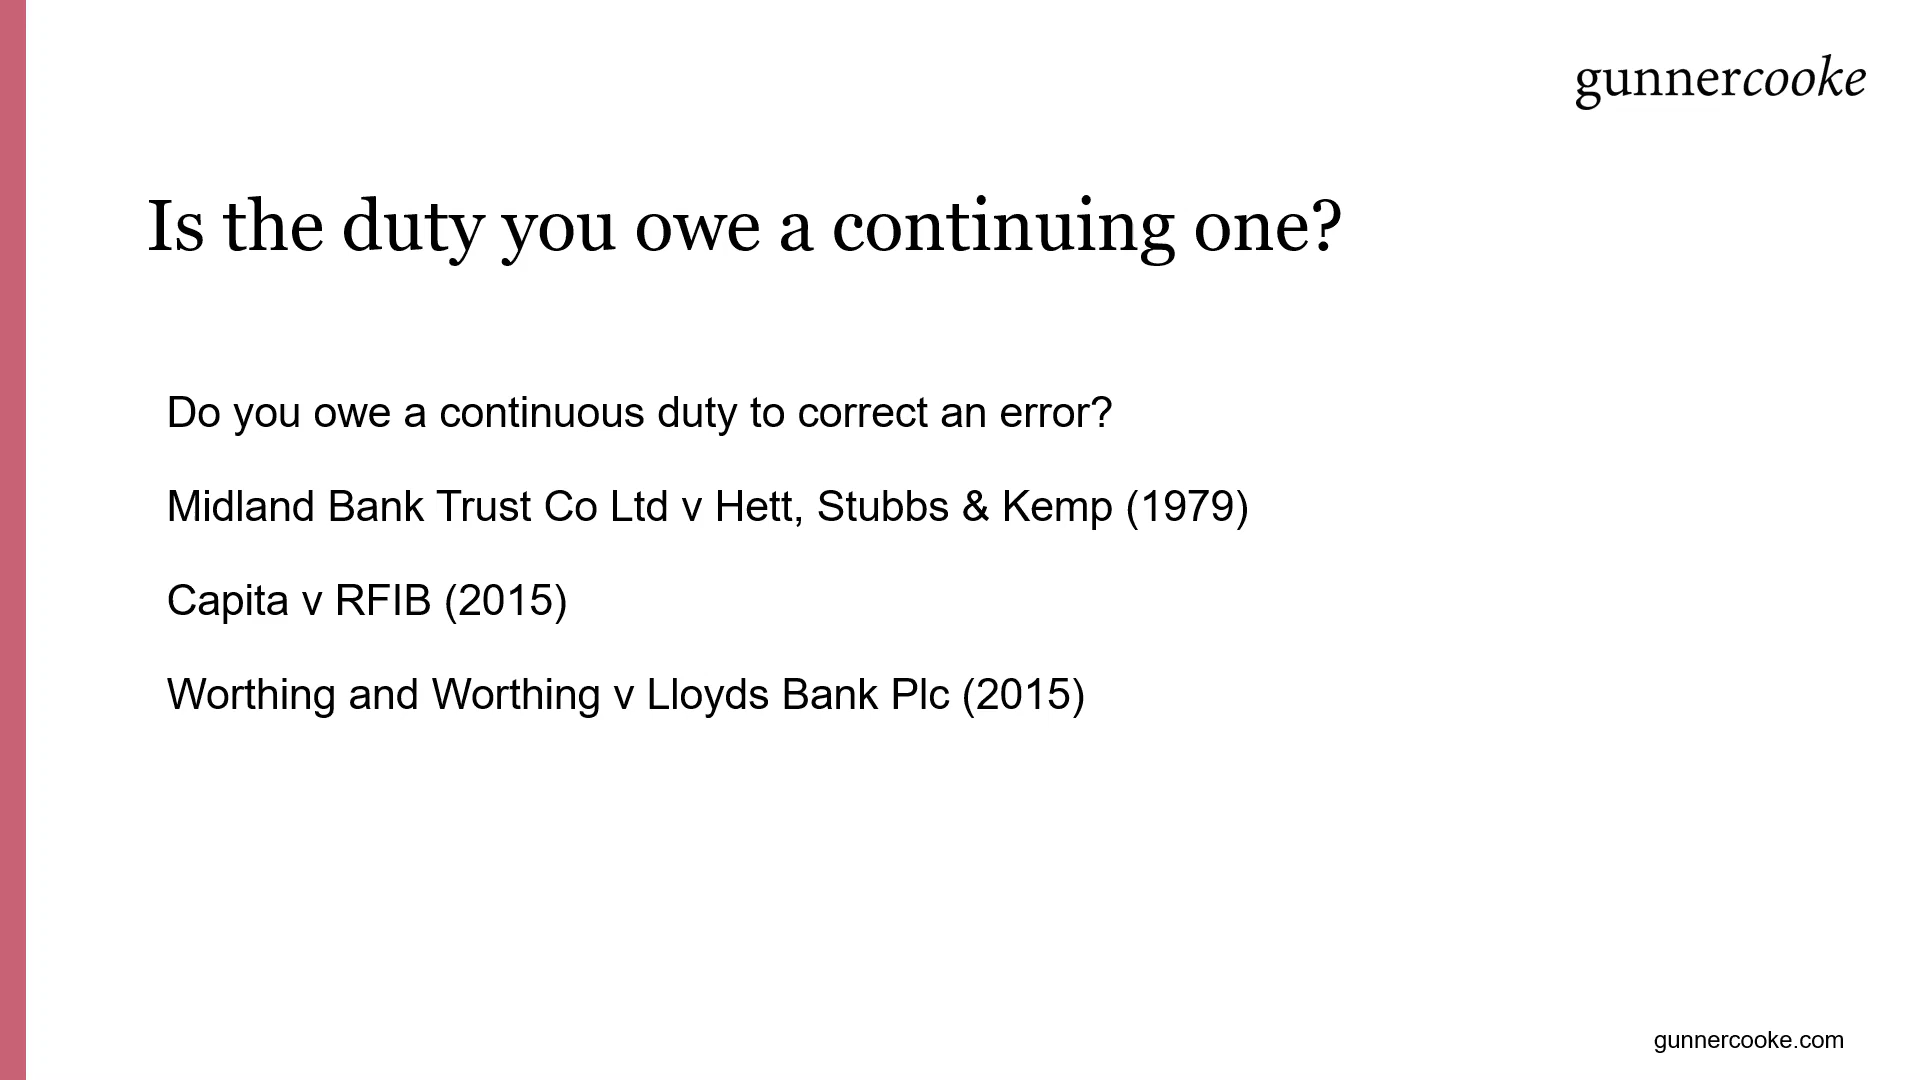 gunnercooke
Is the duty you owe a continuing one?
Do you owe a continuous duty to correct an error?
Midland Bank Trust Co Ltd v Hett, Stubbs & Kemp (1979)
Capita v RFIB (2015)
Worthing and Worthing v Lloyds Bank Plc (2015)
gunnercooke.com